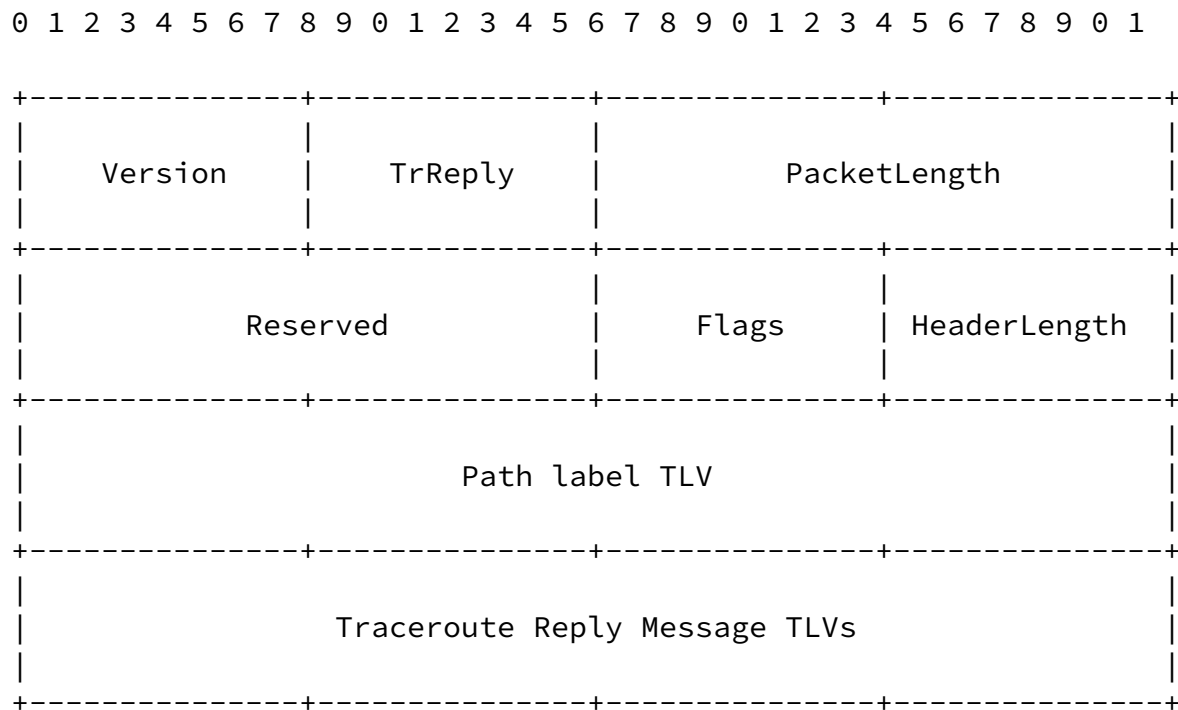 0 1 2 3 4 5 6 7 8 9 0 1 2 3 4 5 6 7 8 9 0 1 2 3 4 5 6 7 8 9 0 1
+---------------+---------------+---------------+---------------+
| | | |
| Version | TrReply | PacketLength |
| | | |
+---------------+---------------+---------------+---------------+
| | | |
| Reserved | Flags | HeaderLength |
| | | |
+---------------+---------------+---------------+---------------+
| |
| Path label TLV |
| |
+---------------+---------------+---------------+---------------+
| |
| Traceroute Reply Message TLVs |
| |
+---------------+---------------+---------------+---------------+